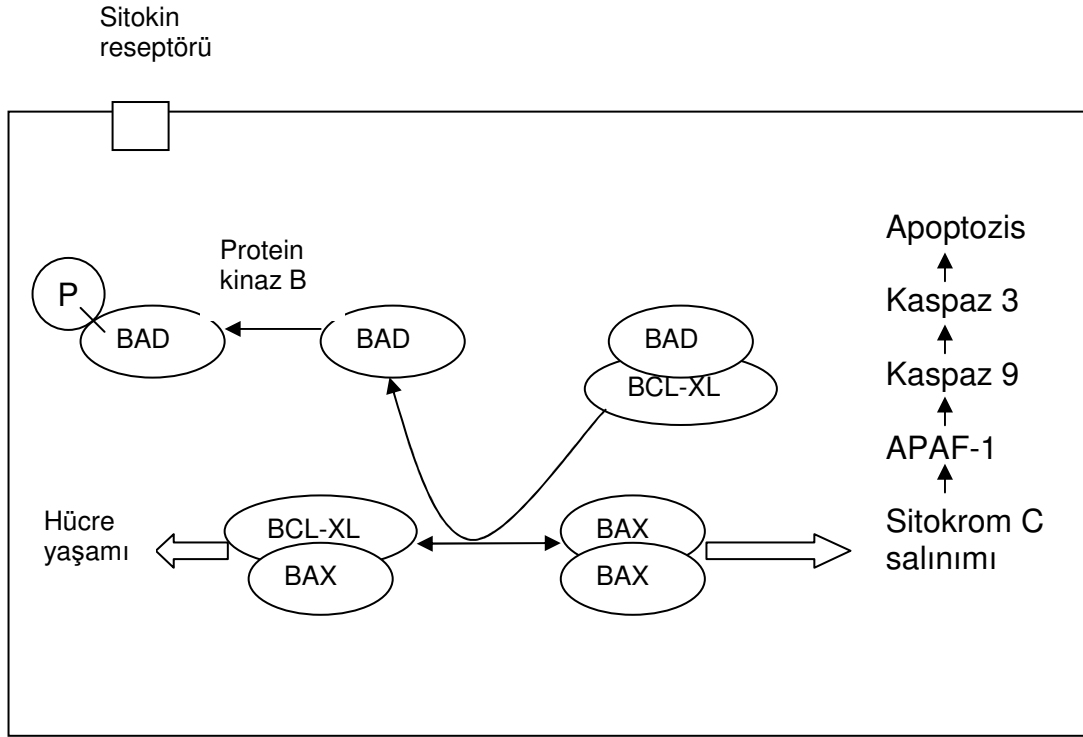 Sitokin
reseptörü
Protein
kinaz B
P
BAD
BAD
BAD
BCL-XL
Apoptozis
Kaspaz 3
Kaspaz 9
APAF-1
Sitokrom C
salınımı
Hücre
yaşamı
BCL-XL
BAX
BAX
BAX